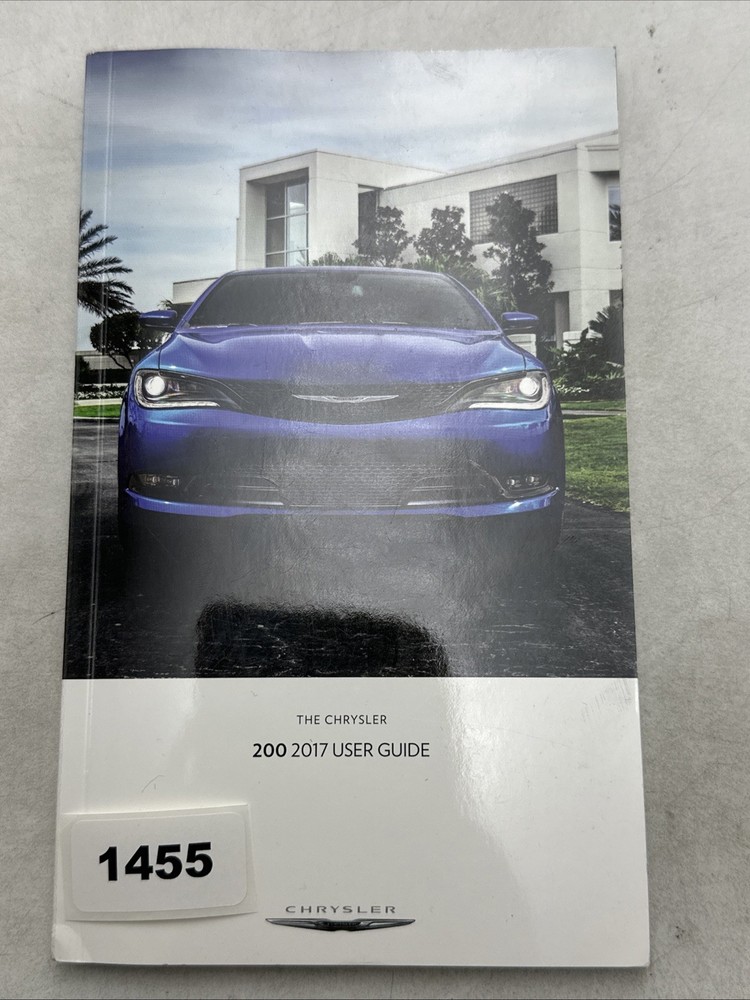 THE CHRYSLER
200 2017 USER GUIDE
1455
CHRYSLER